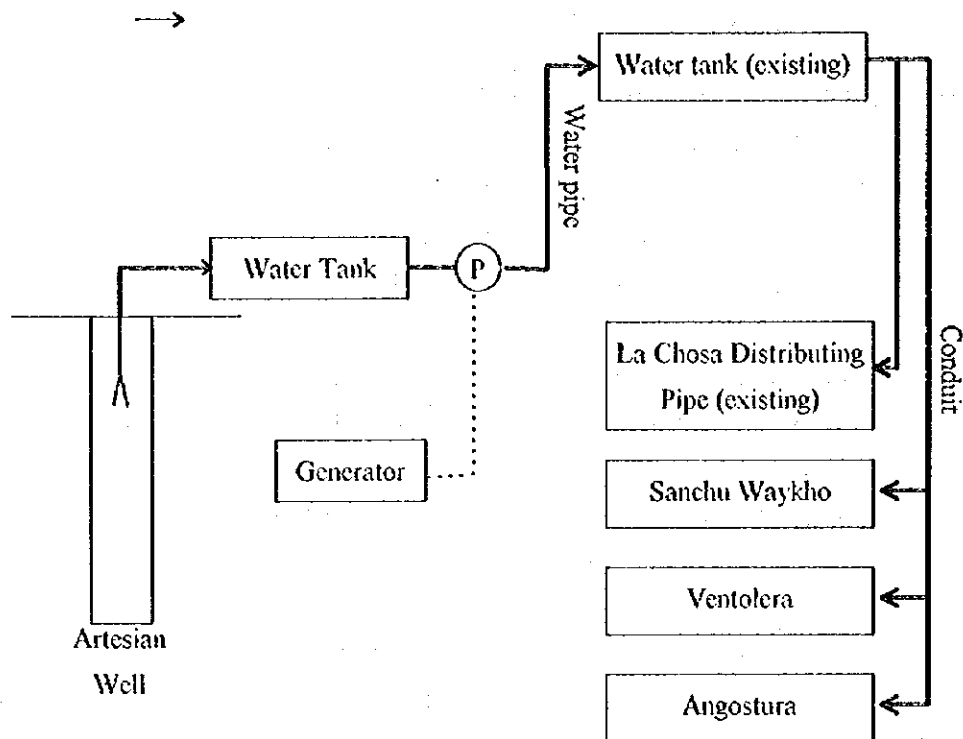 Water tank (existing)
Water pipe
Water Tank
P
La Chosa Distributing
Pipe (existing)
Conduit
Generator
Sanchu Waykho
Ventolera
Artesian
Well
Angostura